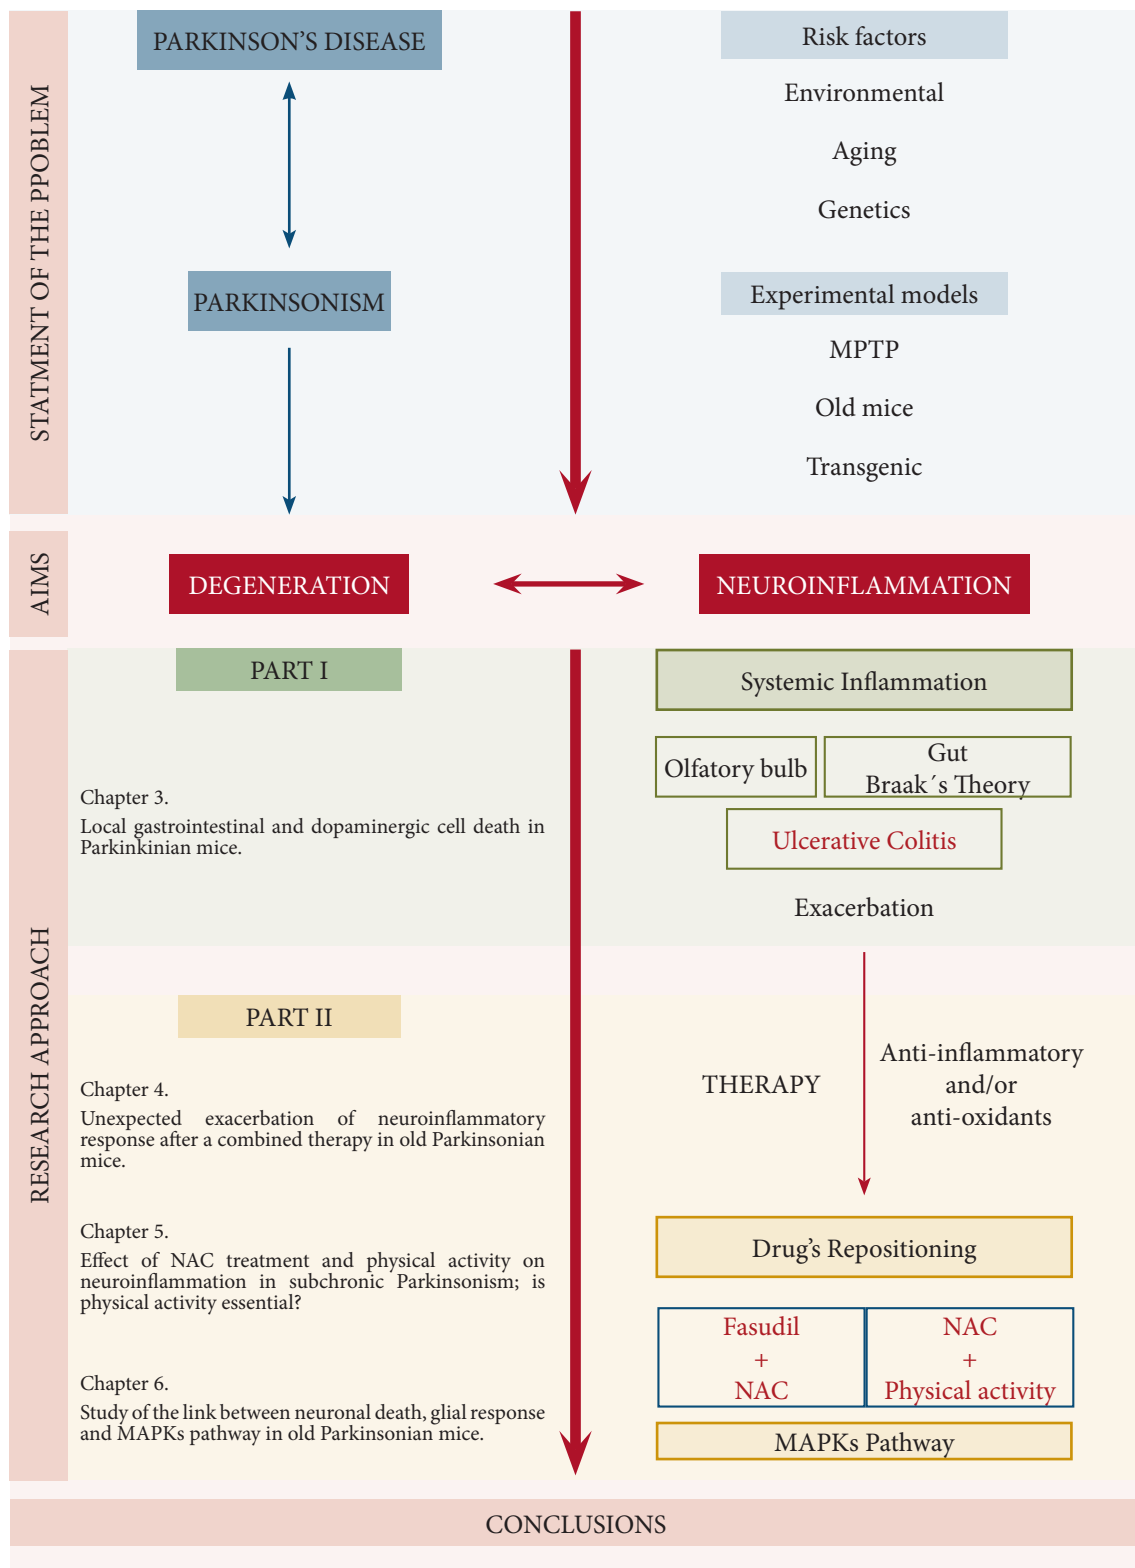 STATMENT OF THE PPOBLEM
PARKINSON'S DISEASE
PARKINSONISM
Risk factors
Environmental
Aging
Genetics
Experimental models
MPTP
Old mice
Transgenic
AIMS
DEGENERATION
NEUROINFLAMMATION
RESEARCH APPROACH
PART I
Chapter 3.
Local gastrointestinal and dopaminergic cell death in
Parkinkinian mice.
Systemic Inflammation
Olfatory bulb
Gut
Braak´s Theory
Ulcerative Colitis
Exacerbation
PART II
Chapter 4.
Unexpected exacerbation of neuroinflammatory
response after a combined therapy in old Parkinsonian
mice.
Chapter 5.
Effect of NAC treatment and physical activity on
neuroinflammation in subchronic Parkinsonism; is
physical activity essential?
Chapter 6.
Study of the link between neuronal death, glial response
and MAPKs pathway in old Parkinsonian mice.
THERAPY
Anti-inflammatory
and/or
anti-oxidants
Drug's Repositioning
Fasudil
+
NAC
NAC
+
Physical activity
MAPKs Pathway
CONCLUSIONS